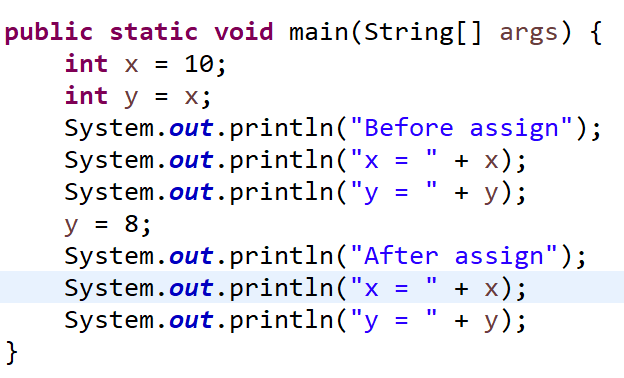 public static void main(String[] args) {
    int x = 10;
    int y = x;
    System.out.println("Before assign");
    System.out.println("x = " + x);
    System.out.println("y = " + y);
    y = 8;
    System.out.println("After assign");
    System.out.println("x = " + x);
    System.out.println("y = " + y);
}